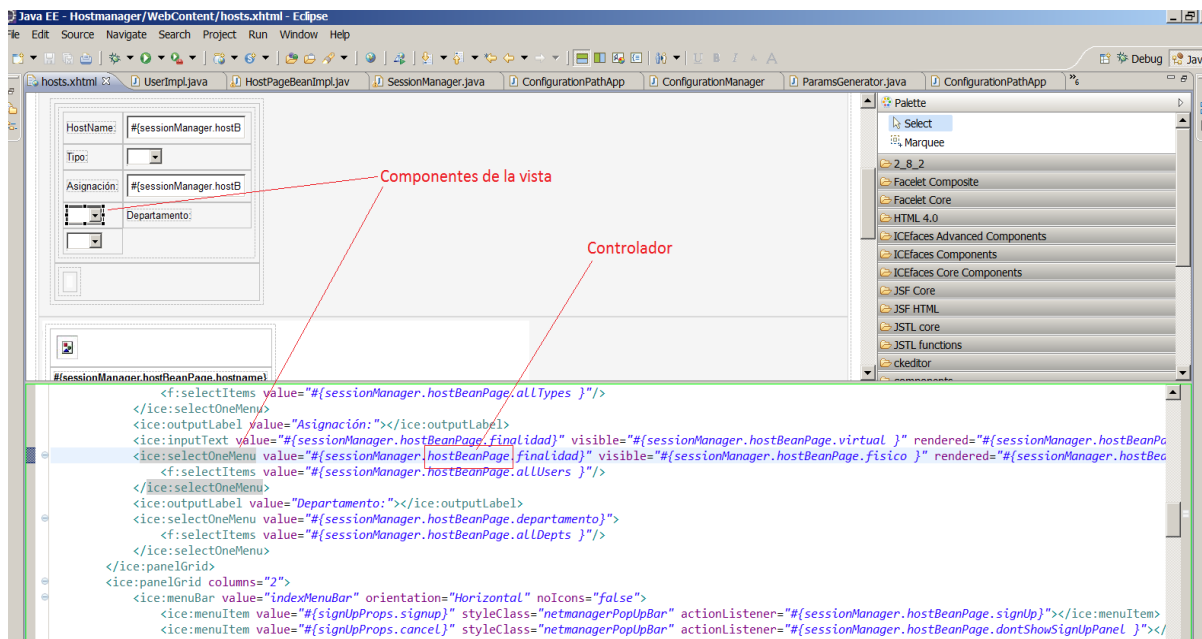 Java EE - Hostmanager/WebContent/hosts.xhtml - Eclipse
File Edit Source Navigate Search Project Run Window Help
Debug Jav
hosts.xhtml UserImpl.java HostPageBeanImpl.jav SessionManager.java ConfigurationPathApp ConfigurationManager ParamsGenerator.java ConfigurationPathApp 6
HostName: #{sessionManager.hostB
Tipo:
Asignación: #{sessionManager.hostB
Departamento:
Componentes de la vista
Controlador
#{sessionManager.hostBeanPage.hostname}
Palette
Select
Marquee
2_8_2
Facelet Composite
Facelet Core
HTML 4.0
ICEfaces Advanced Components
ICEfaces Components
ICEfaces Core Components
JSF Core
JSF HTML
JSTL core
JSTL functions
ckeditor
components
<f:selectItems value="#{sessionManager.hostBeanPage.allTypes }"/>
</ice:selectOneMenu>
<ice:outputLabel value="Asignación:"></ice:outputLabel>
<ice:inputText value="#{sessionManager.hostBeanPage.finalidad}" visible="#{sessionManager.hostBeanPage.virtual }" rendered="#{sessionManager.hostBeanPa
<ice:selectOneMenu value="#{sessionManager.hostBeanPage.finalidad}" visible="#{sessionManager.hostBeanPage.fisico }" rendered="#{sessionManager.hostBea
<f:selectItems value="#{sessionManager.hostBeanPage.allUsers }"/>
</ice:selectOneMenu>
<ice:outputLabel value="Departamento:"></ice:outputLabel>
<ice:selectOneMenu value="#{sessionManager.hostBeanPage.departamento}">
<f:selectItems value="#{sessionManager.hostBeanPage.allDepts }"/>
</ice:selectOneMenu>
</ice:panelGrid>
<ice:panelGrid columns="2">
<ice:menuBar value="indexMenuBar" orientation="Horizontal" noIcons="false">
<ice:menuItem value="#{signUpProps.signup}" styleClass="netmanagerPopUpBar" actionListener="#{sessionManager.hostBeanPage.signUp}"></ice:menuItem>
<ice:menuItem value="#{signUpProps.cancel}" styleClass="netmanagerPopUpBar" actionListener="#{sessionManager.hostBeanPage.dontShowSignUpPanel }"></